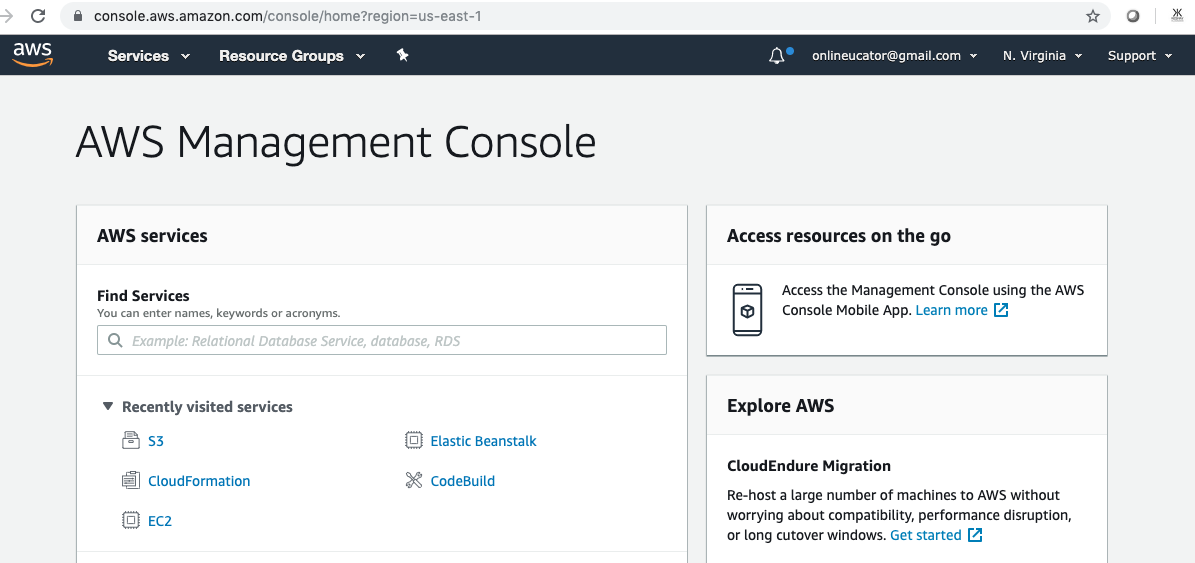 console.aws.amazon.com/console/home?region=us-east-1
aws Services Resource Groups onlineucator@gmail.com N. Virginia Support
AWS Management Console
AWS services
Find Services
You can enter names, keywords or acronyms.
Example: Relational Database Service, database, RDS
Recently visited services
S3 Elastic Beanstalk
CloudFormation CodeBuild
EC2
Access resources on the go
Access the Management Console using the AWS
Console Mobile App. Learn more
Explore AWS
CloudEndure Migration
Re-host a large number of machines to AWS without
worrying about compatibility, performance disruption,
or long cutover windows. Get started